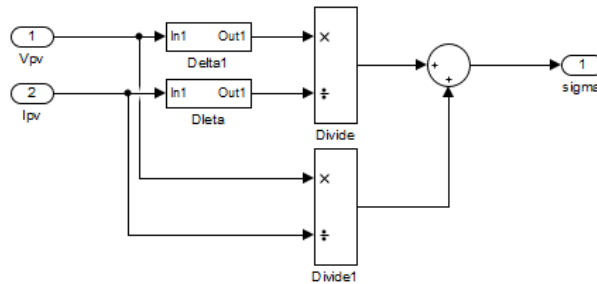 1
Vpv
In1 Out1
Delta1
×
÷
Divide
+
+
1
sigma
2
Ipv
In1 Out1
Dleta
×
÷
Divide1